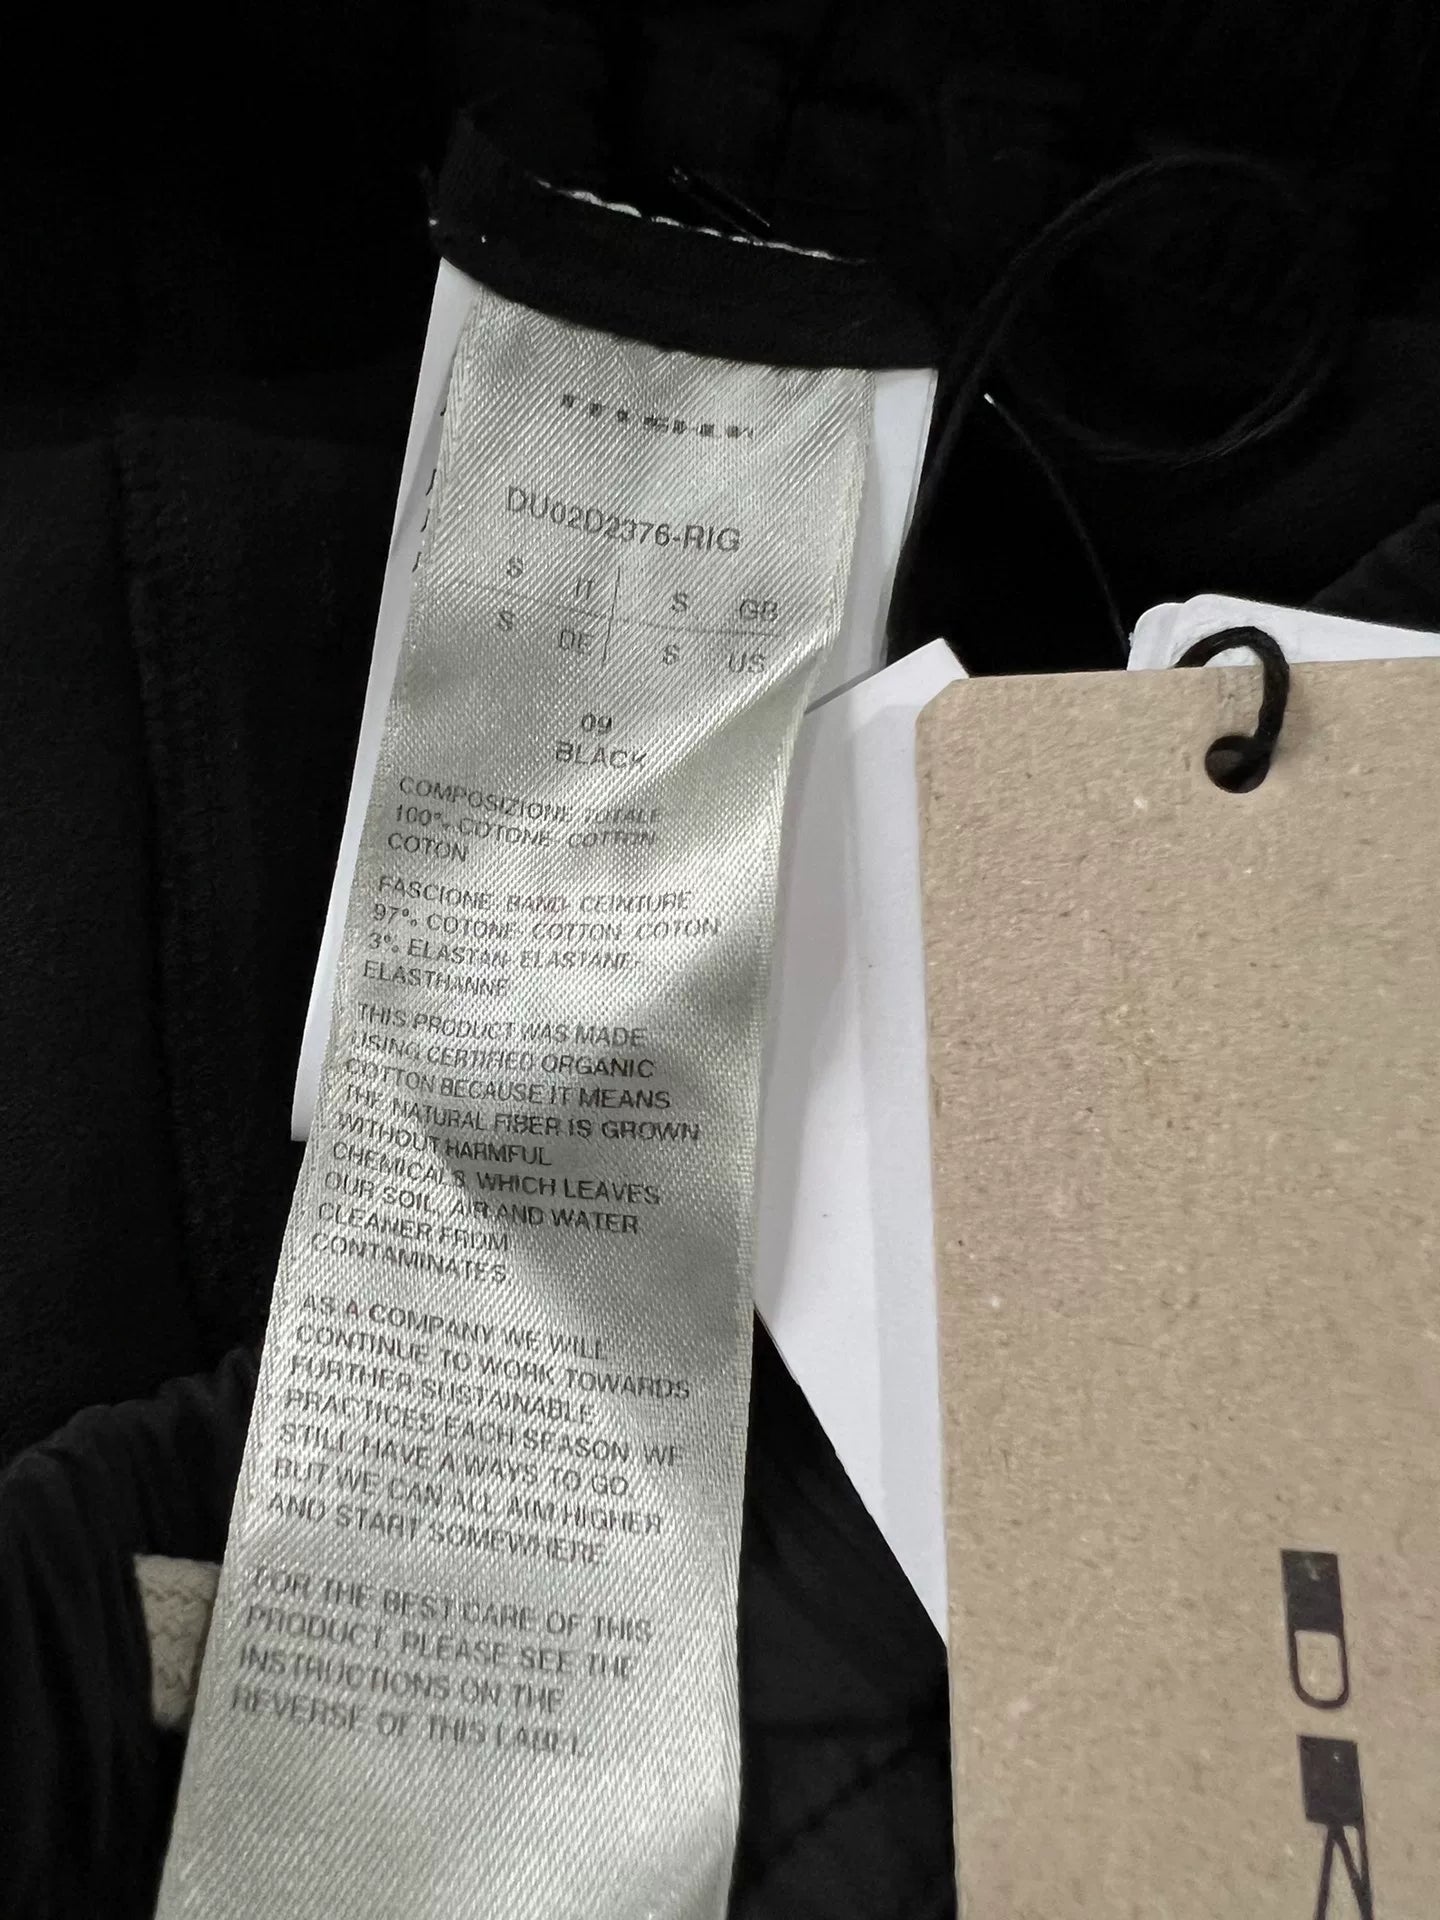 DU02D2376-RIG
S IT S GB
S DE S US
09
BLACK
COMPOSIZIONE TOTALE
100% COTONE-COTTON
COTON
FASCIONE-BAND-CEINTURE
97% COTONE-COTTON-COTON
3% ELASTAN-ELASTANE-
ELASTHANNE
THIS PRODUCT WAS MADE
USING CERTIFIED ORGANIC
COTTON BECAUSE IT MEANS
THE NATURAL FIBER IS GROWN
WITHOUT HARMFUL
CHEMICALS, WHICH LEAVES
OUR SOIL, AIR AND WATER
CLEANER FROM
CONTAMINATES.
AS A COMPANY WE WILL
CONTINUE TO WORK TOWARDS
FURTHER SUSTAINABLE
PRACTICES EACH SEASON. WE
STILL HAVE A WAYS TO GO,
BUT WE CAN ALL AIM HIGHER
AND START SOMEWHERE.
FOR THE BEST CARE OF THIS
PRODUCT, PLEASE SEE THE
INSTRUCTIONS ON THE
REVERSE OF THIS LABEL.